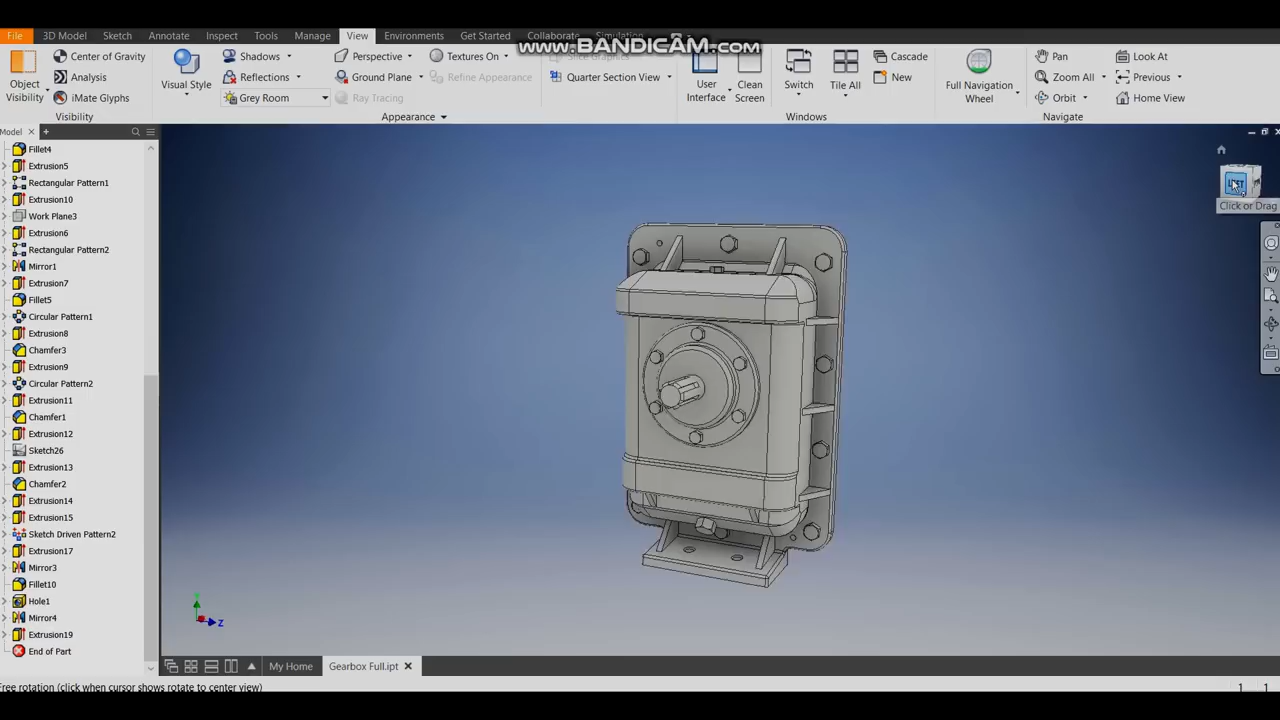 File 3D Model Sketch Annotate Inspect Tools Manage View Environments Get Started Collaborate Simulation
www.BANDICAM.com
Object Visibility
Center of Gravity
Analysis
iMate Glyphs
Visibility
Visual Style
Shadows
Reflections
Grey Room
Perspective
Ground Plane
Ray Tracing
Textures On
Refine Appearance
Appearance
Slice Graphics
Quarter Section View
User Interface
Clean Screen
Switch
Tile All
Cascade
New
Windows
Full Navigation Wheel
Pan
Zoom All
Orbit
Look At
Previous
Home View
Navigate
Model
Fillet4
Extrusion5
Rectangular Pattern1
Extrusion10
Work Plane3
Extrusion6
Rectangular Pattern2
Mirror1
Extrusion7
Fillet5
Circular Pattern1
Extrusion8
Chamfer3
Extrusion9
Circular Pattern2
Extrusion11
Chamfer1
Extrusion12
Sketch26
Extrusion13
Chamfer2
Extrusion14
Extrusion15
Sketch Driven Pattern2
Extrusion17
Mirror3
Fillet10
Hole1
Mirror4
Extrusion19
End of Part
Click or Drag
Z
My Home
Gearbox Full.ipt
Free rotation (click when cursor shows rotate to center view)
1 1